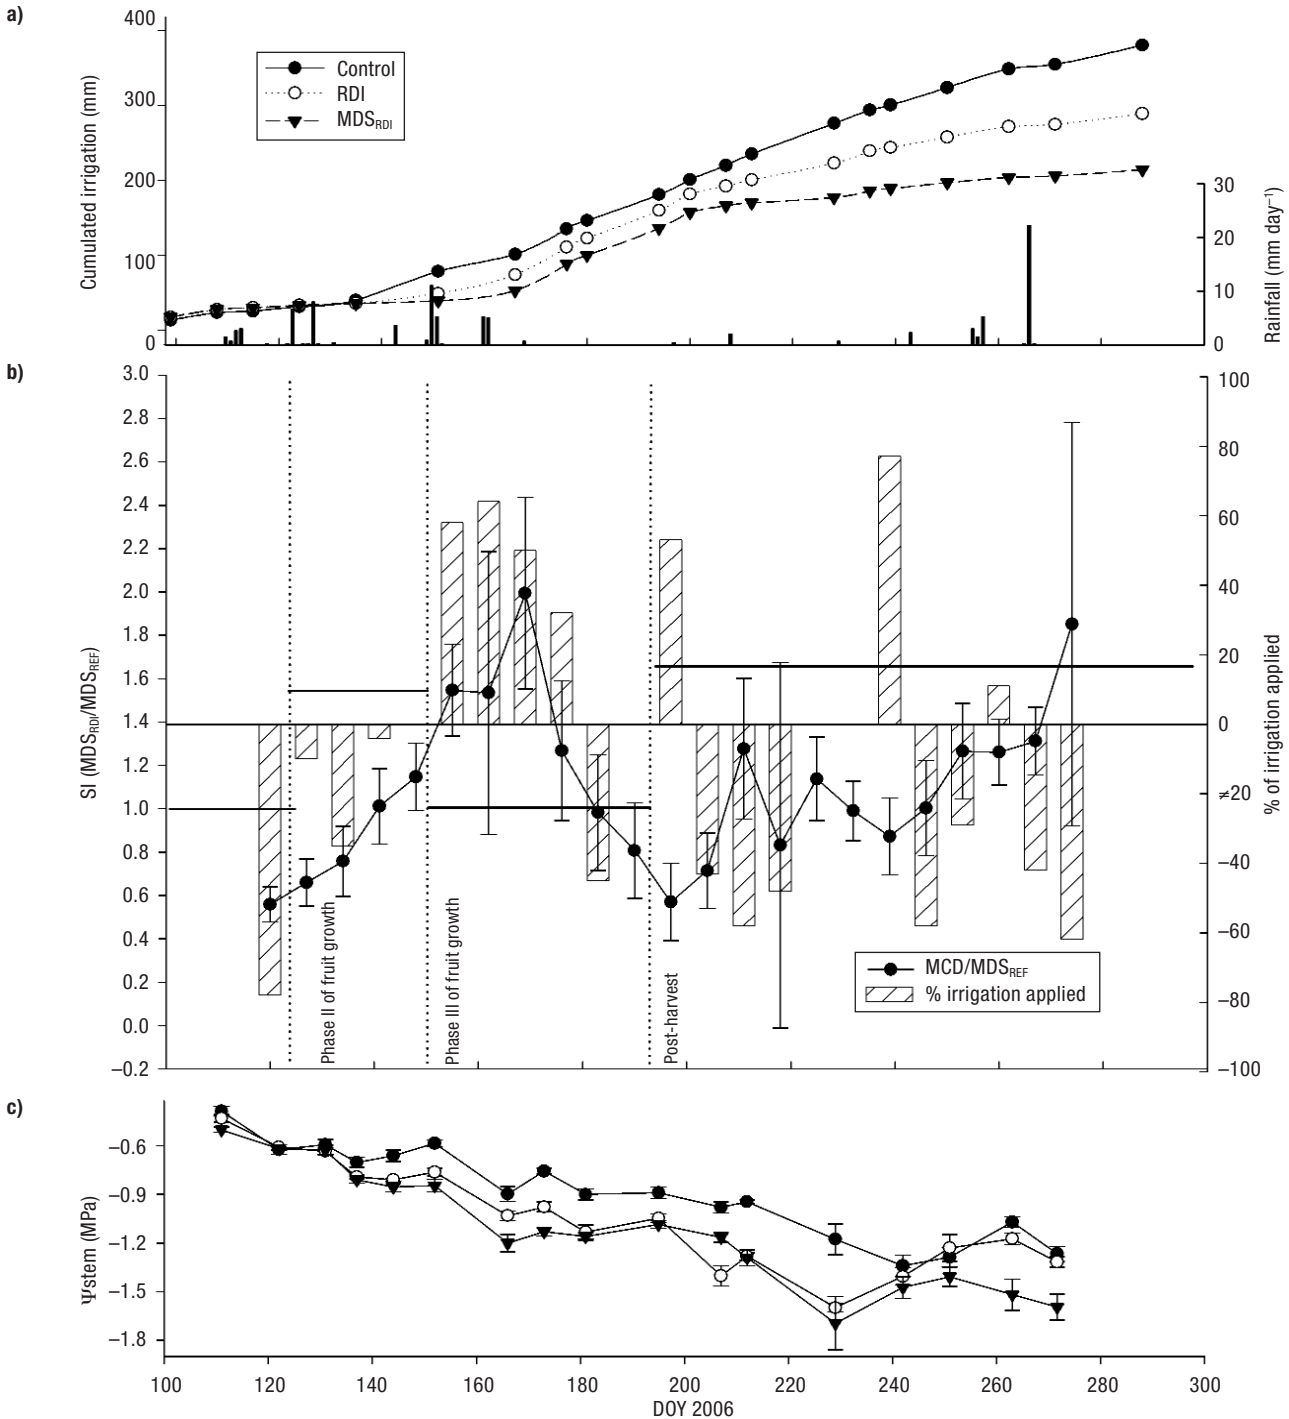 a)
Cumulated irrigation (mm)
400
300
200
100
0
Control
RDI
MDS_RDI
30
20
10
0
Rainfall (mm day⁻¹)
b)
SI (MDS_RDI/MDS_REF)
3.0
2.8
2.6
2.4
2.2
2.0
1.8
1.6
1.4
1.2
1.0
0.8
0.6
0.4
0.2
0.0
–0.2
Phase II of fruit growth
Phase III of fruit growth
Post-harvest
MCD/MDS_REF
% irrigation applied
100
80
60
40
20
0
≠20
–40
–60
–80
–100
% of irrigation applied
c)
Ψstem (MPa)
–0.6
–0.9
–1.2
–1.5
–1.8
100 120 140 160 180 200 220 240 260 280 300
DOY 2006